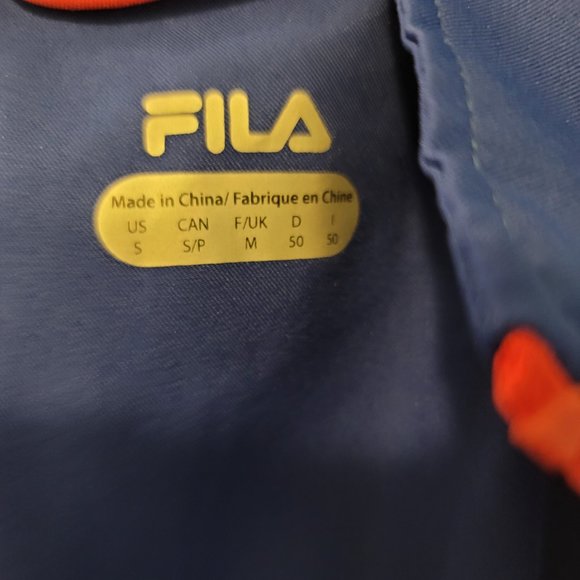 FILA
Made in China/ Fabrique en Chine
US CAN F/UK D I
S S/P M 50 50